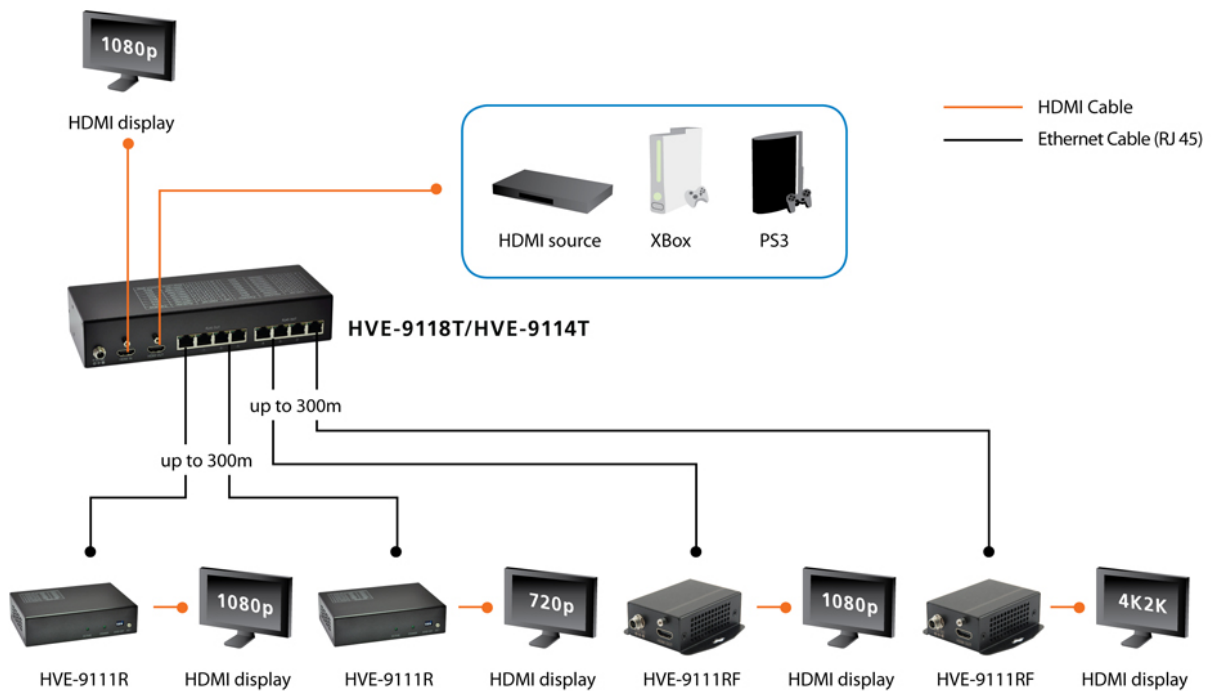 1080p
HDMI display
HDMI Cable
Ethernet Cable (RJ 45)
HDMI source
XBox
PS3
HVE-9118T/HVE-9114T
up to 300m
up to 300m
1080p
720p
1080p
4K2K
HVE-9111R
HDMI display
HVE-9111R
HDMI display
HVE-9111RF
HDMI display
HVE-9111RF
HDMI display